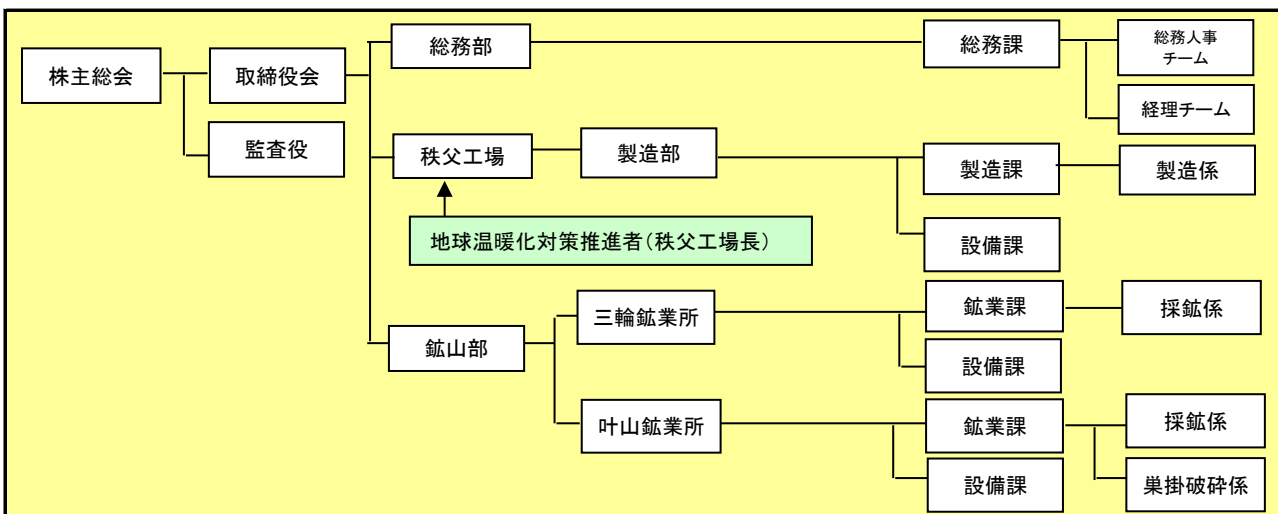 株主総会
取締役会
監査役
総務部
総務課
総務人事
チーム
経理チーム
秩父工場
製造部
製造課
製造係
設備課
地球温暖化対策推進者(秩父工場長)
鉱山部
三輪鉱業所
鉱業課
採鉱係
設備課
叶山鉱業所
鉱業課
採鉱係
設備課
巣掛破砕係